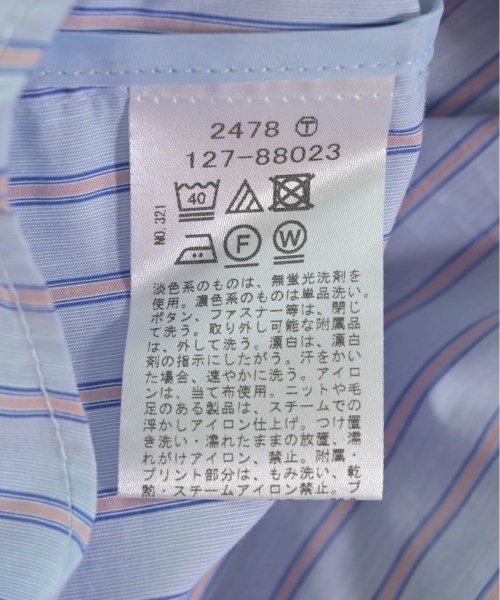 2478 Ⓣ
127-88023
NO.321
40
F
W
淡色系のものは、無蛍光洗剤を
使用。濃色系のものは単品洗い。
ボタン、ファスナー等は、閉じ
て洗う。取り外し可能な附属品
は、外して洗う。漂白は、漂白
剤の指示にしたがう。汗をかい
た場合、速やかに洗う。アイロ
ンは、当て布使用。ニットや毛
足のある製品は、スチームでの
浮かしアイロン仕上げ。つけ置
き洗い・濡れたままの放置、濡
れがけアイロン、禁止。附属・
プリント部分は、もみ洗い、乾
熱・スチームアイロン禁止。プ